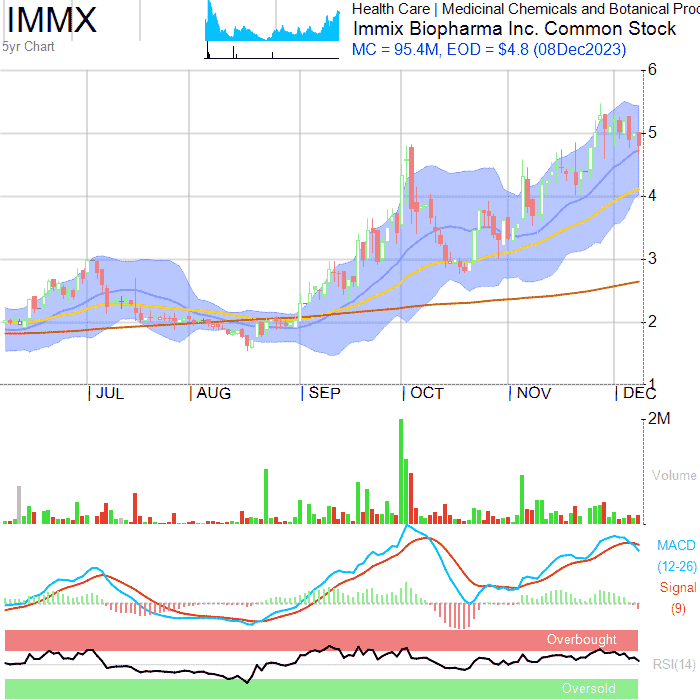 IMMX
5yr Chart
Health Care | Medicinal Chemicals and Botanical Proc
Immix Biopharma Inc. Common Stock
MC = 95.4M, EOD = $4.8 (08Dec2023)
6
5
4
3
2
1
JUL AUG SEP OCT NOV DEC
2M
Volume
MACD
(12-26)
Signal
(9)
Overbought
RSI(14)
Oversold